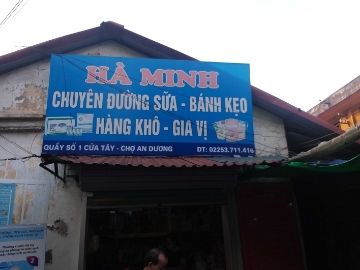 HÀ MINH
CHUYÊN ĐƯỜNG SỮA - BÁNH KẸO
HÀNG KHÔ - GIA VỊ
QUẦY SỐ 1 CỬA TÂY - CHỢ AN DƯƠNG ĐT: 02253.711.416